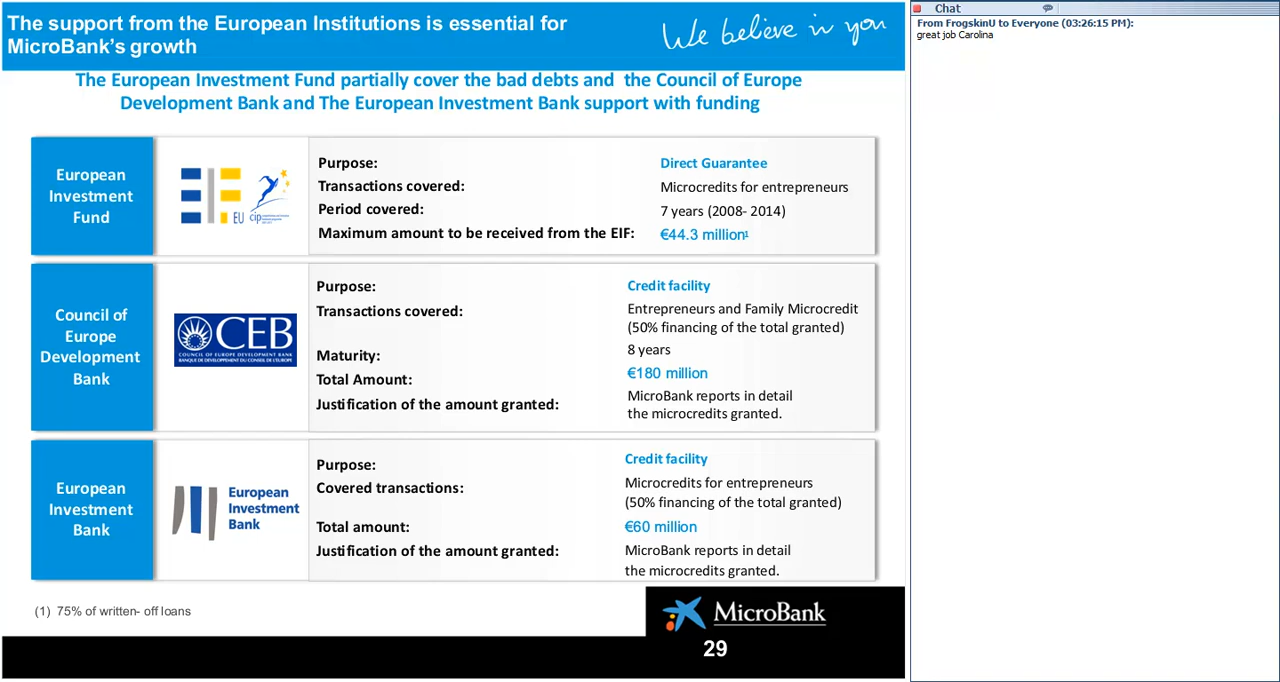 The support from the European Institutions is essential for
MicroBank's growth
We believe in you
The European Investment Fund partially cover the bad debts and the Council of Europe
Development Bank and The European Investment Bank support with funding
European
Investment
Fund
EU cip
Purpose: Direct Guarantee
Transactions covered: Microcredits for entrepreneurs
Period covered: 7 years (2008- 2014)
Maximum amount to be received from the EIF: €44.3 million¹
Council of
Europe
Development
Bank
CEB
COUNCIL OF EUROPE DEVELOPMENT BANK
BANQUE DE DÉVELOPPEMENT DU CONSEIL DE L'EUROPE
Purpose: Credit facility
Transactions covered: Entrepreneurs and Family Microcredit
(50% financing of the total granted)
Maturity: 8 years
Total Amount: €180 million
Justification of the amount granted: MicroBank reports in detail
the microcredits granted.
European
Investment
Bank
European
Investment
Bank
Purpose: Credit facility
Covered transactions: Microcredits for entrepreneurs
(50% financing of the total granted)
Total amount: €60 million
Justification of the amount granted: MicroBank reports in detail
the microcredits granted.
(1) 75% of written- off loans
MicroBank
29
Chat
From FrogskinU to Everyone (03:26:15 PM):
great job Carolina